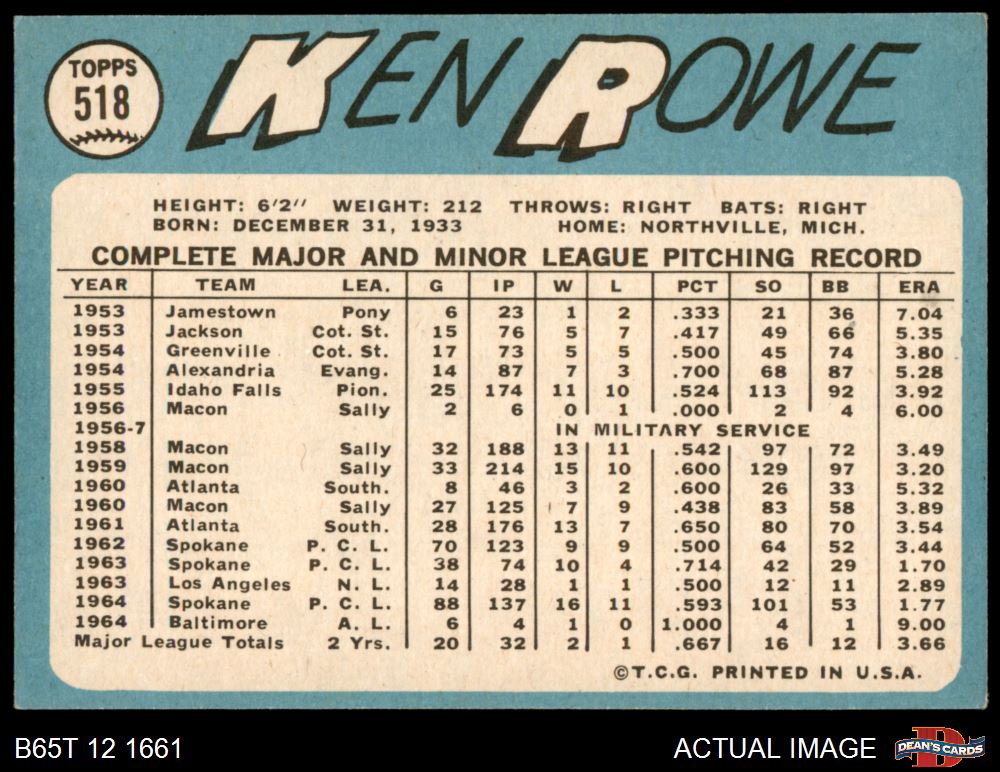 TOPPS
518
KEN ROWE
HEIGHT: 6'2" WEIGHT: 212 THROWS: RIGHT BATS: RIGHT
BORN: DECEMBER 31, 1933 HOME: NORTHVILLE, MICH.
COMPLETE MAJOR AND MINOR LEAGUE PITCHING RECORD
YEAR TEAM LEA. G IP W L PCT SO BB ERA
1953 Jamestown Pony 6 23 1 2 .333 21 36 7.04
1953 Jackson Cot. St. 15 76 5 7 .417 49 66 5.35
1954 Greenville Cot. St. 17 73 5 5 .500 45 74 3.80
1954 Alexandria Evang. 14 87 7 3 .700 68 87 5.28
1955 Idaho Falls Pion. 25 174 11 10 .524 113 92 3.92
1956 Macon Sally 2 6 0 1 .000 2 4 6.00
1956-7 IN MILITARY SERVICE
1958 Macon Sally 32 188 13 11 .542 97 72 3.49
1959 Macon Sally 33 214 15 10 .600 129 97 3.20
1960 Atlanta South. 8 46 3 2 .600 26 33 5.32
1960 Macon Sally 27 125 7 9 .438 83 58 3.89
1961 Atlanta South. 28 176 13 7 .650 80 70 3.54
1962 Spokane P. C. L. 70 123 9 9 .500 64 52 3.44
1963 Spokane P. C. L. 38 74 10 4 .714 42 29 1.70
1963 Los Angeles N. L. 14 28 1 1 .500 12 11 2.89
1964 Spokane P. C. L. 88 137 16 11 .593 101 53 1.77
1964 Baltimore A. L. 6 4 1 0 1.000 4 1 9.00
Major League Totals 2 Yrs. 20 32 2 1 .667 16 12 3.66
©T.C.G. PRINTED IN U.S.A.
B65T 12 1661 ACTUAL IMAGE
D
DEAN'S CARDS